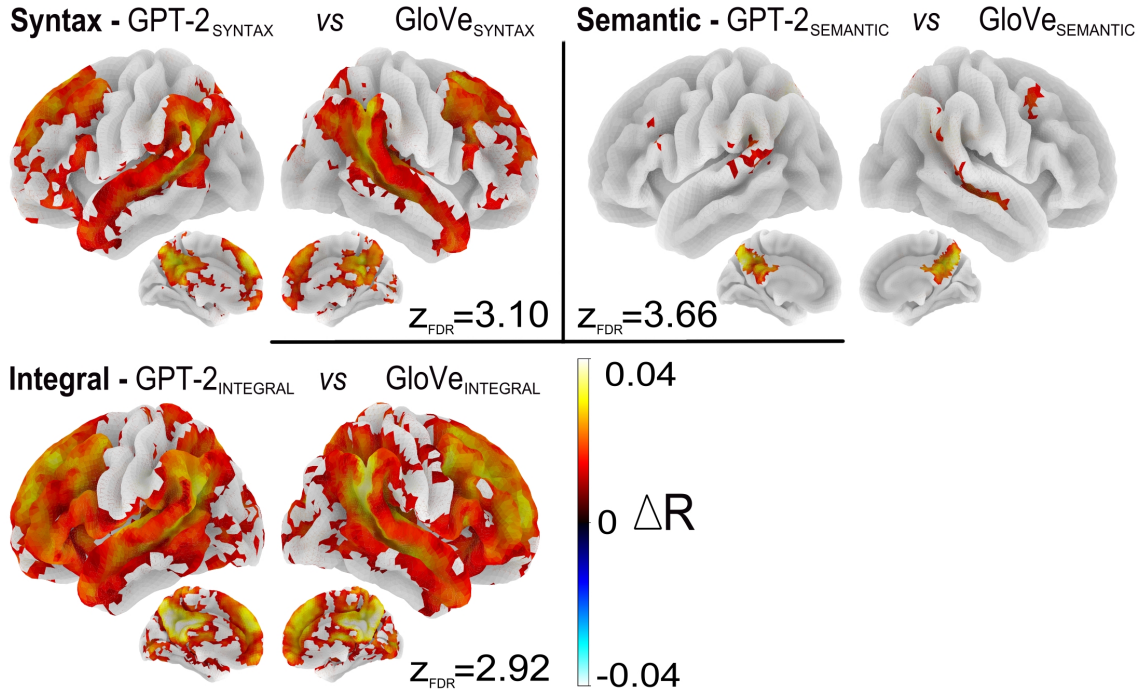 Syntax - GPT-2SYNTAX vs GloVeSYNTAX
Semantic - GPT-2SEMANTIC vs GloVeSEMANTIC
zFDR=3.10
zFDR=3.66
Integral - GPT-2INTEGRAL vs GloVeINTEGRAL
0.04
0 ΔR
-0.04
zFDR=2.92